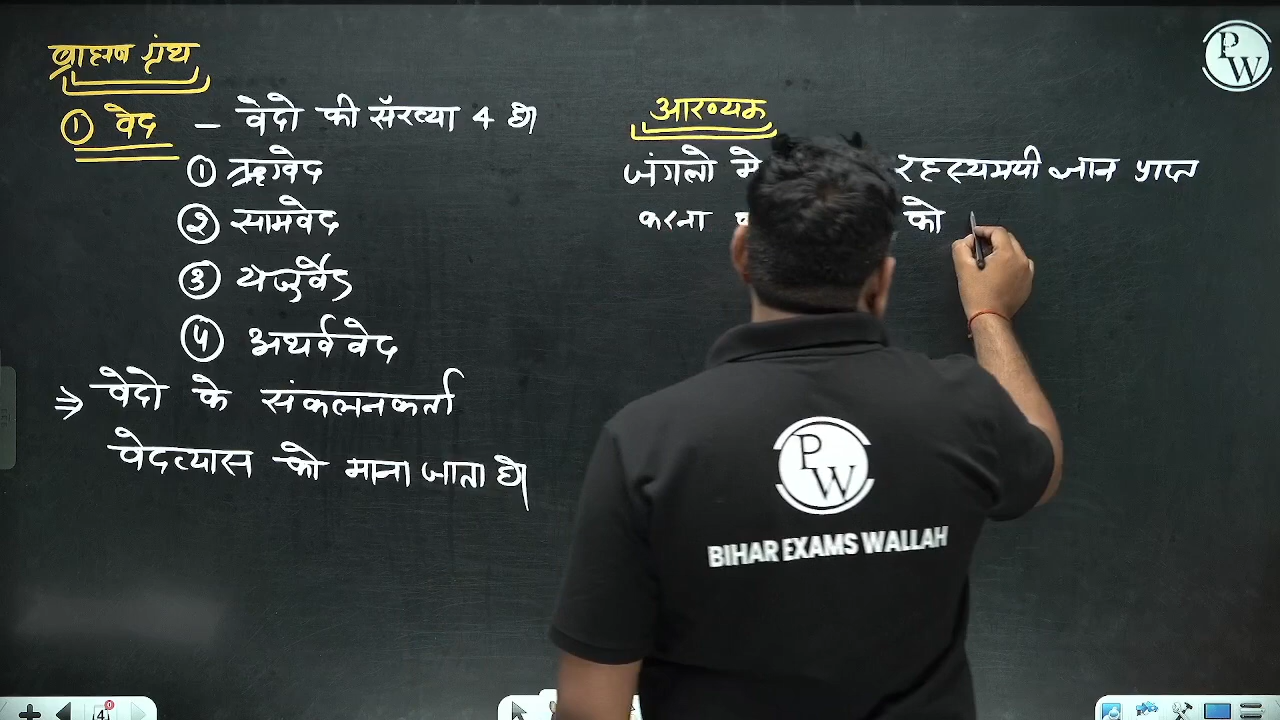 ब्राह्मण ग्रंथ
① वेद – वेदो की संख्या 4 है।
① ऋग्वेद
② सामवेद
③ यजुर्वेद
④ अथर्ववेद
⇒ वेदो के संकलनकर्ता
वेदव्यास को माना जाता है।
आरण्यक
जंगलो मे रहस्यमयी ज्ञान प्राप्त
करना को
PW
PW
BIHAR EXAMS WALLAH